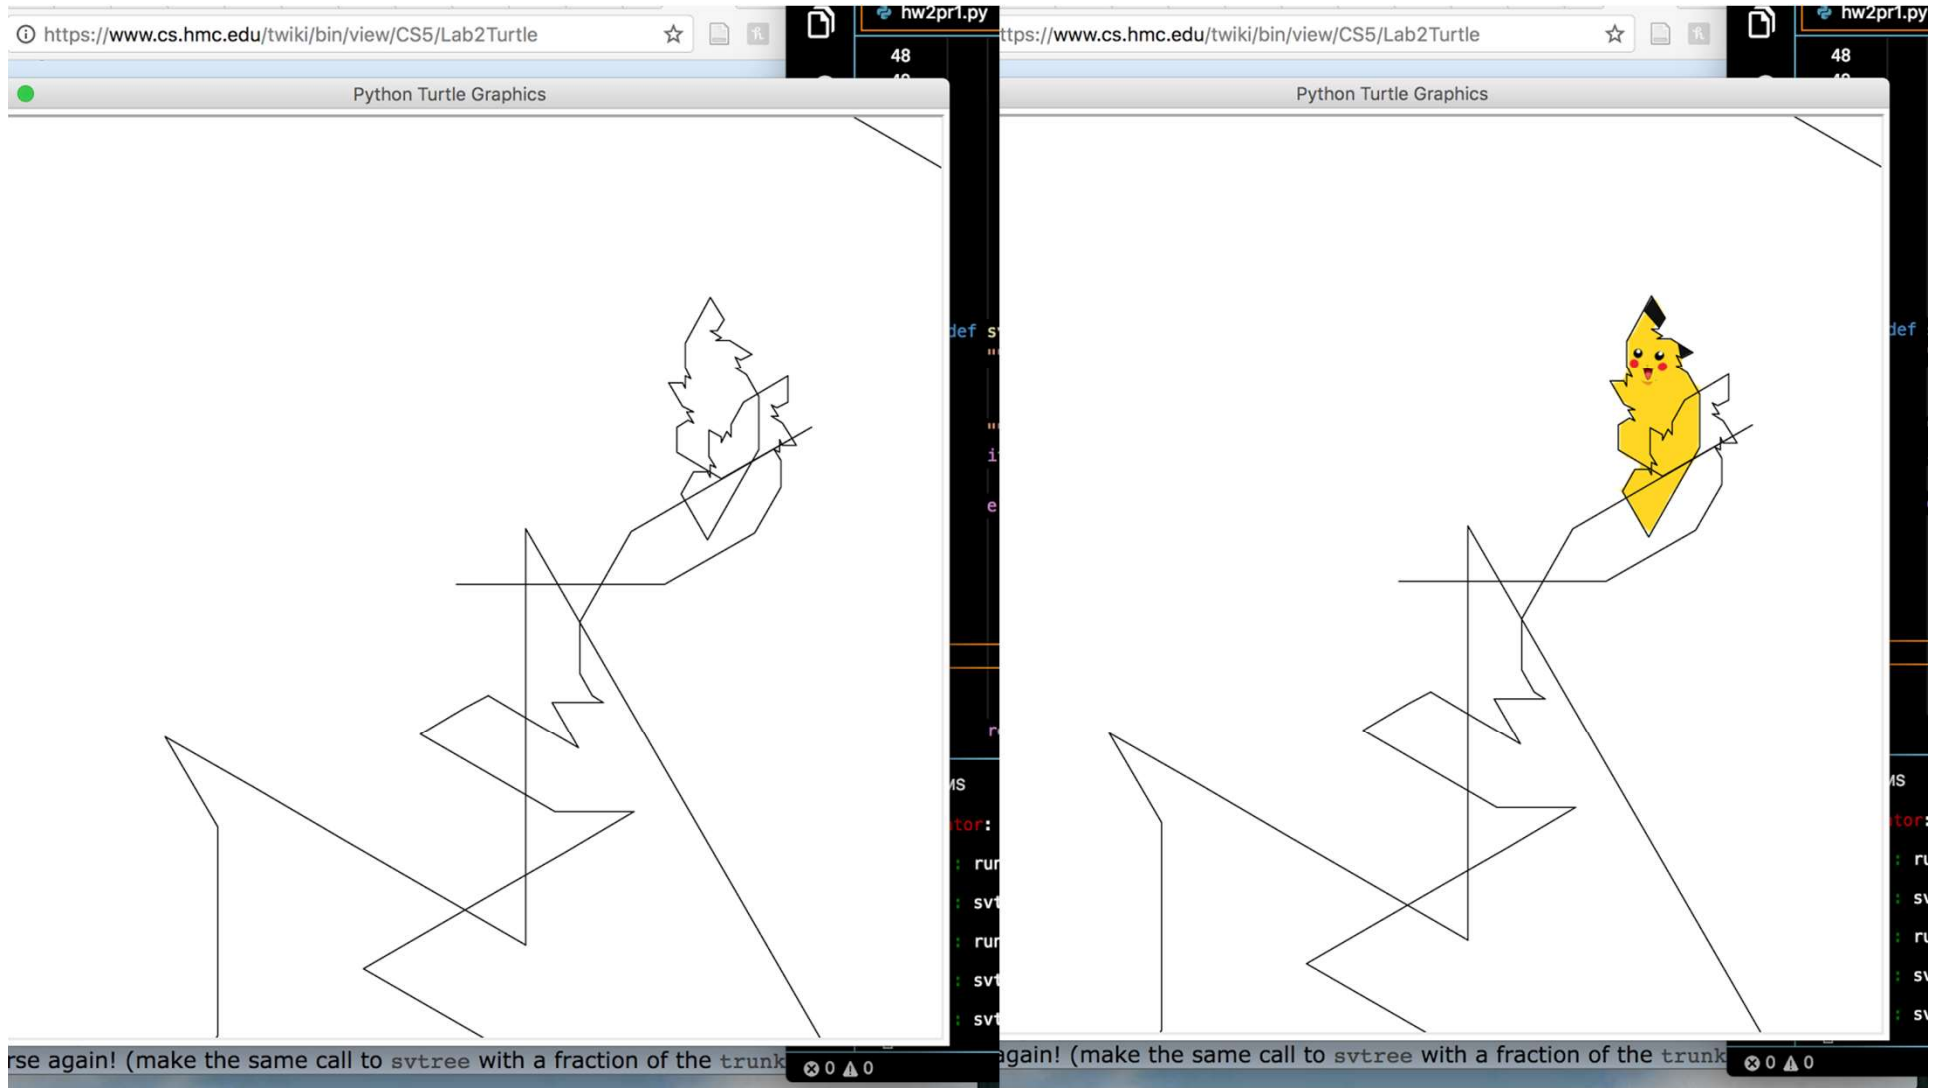 https://www.cs.hmc.edu/twiki/bin/view/CS5/Lab2Turtle
hw2pr1.py
48
Python Turtle Graphics
def
run
run
rse again! (make the same call to svtree with a fraction of the trunk
0 0
ttps://www.cs.hmc.edu/twiki/bin/view/CS5/Lab2Turtle
hw2pr1.py
48
Python Turtle Graphics
def
again! (make the same call to svtree with a fraction of the trunk
0 0